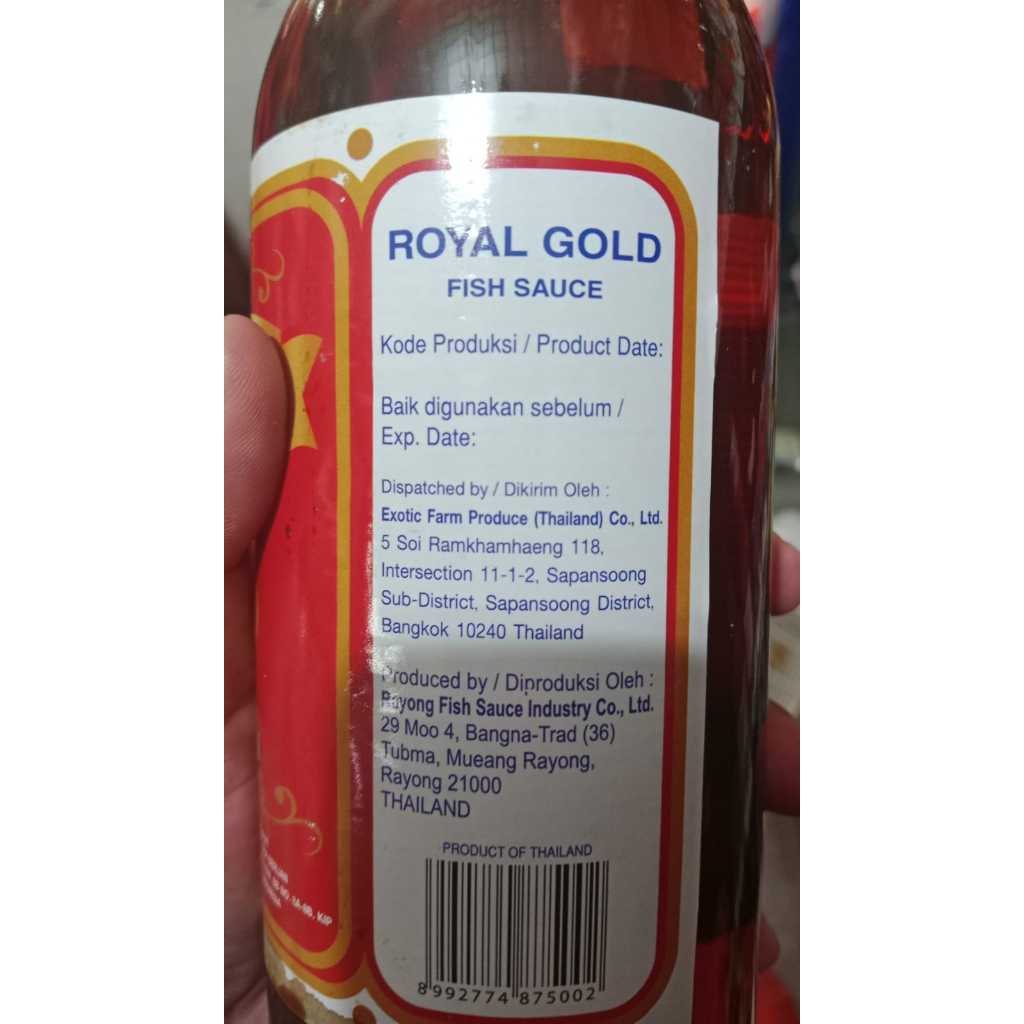 ROYAL GOLD
FISH SAUCE
Kode Produksi / Product Date:
Baik digunakan sebelum /
Exp. Date:
Dispatched by / Dikirim Oleh :
Exotic Farm Produce (Thailand) Co., Ltd.
5 Soi Ramkhamhaeng 118,
Intersection 11-1-2, Sapansoong
Sub-District, Sapansoong District,
Bangkok 10240 Thailand
Produced by / Diproduksi Oleh :
Rayong Fish Sauce Industry Co., Ltd.
29 Moo 4, Bangna-Trad (36)
Tubma, Mueang Rayong,
Rayong 21000
THAILAND
PRODUCT OF THAILAND
8 992774 875002